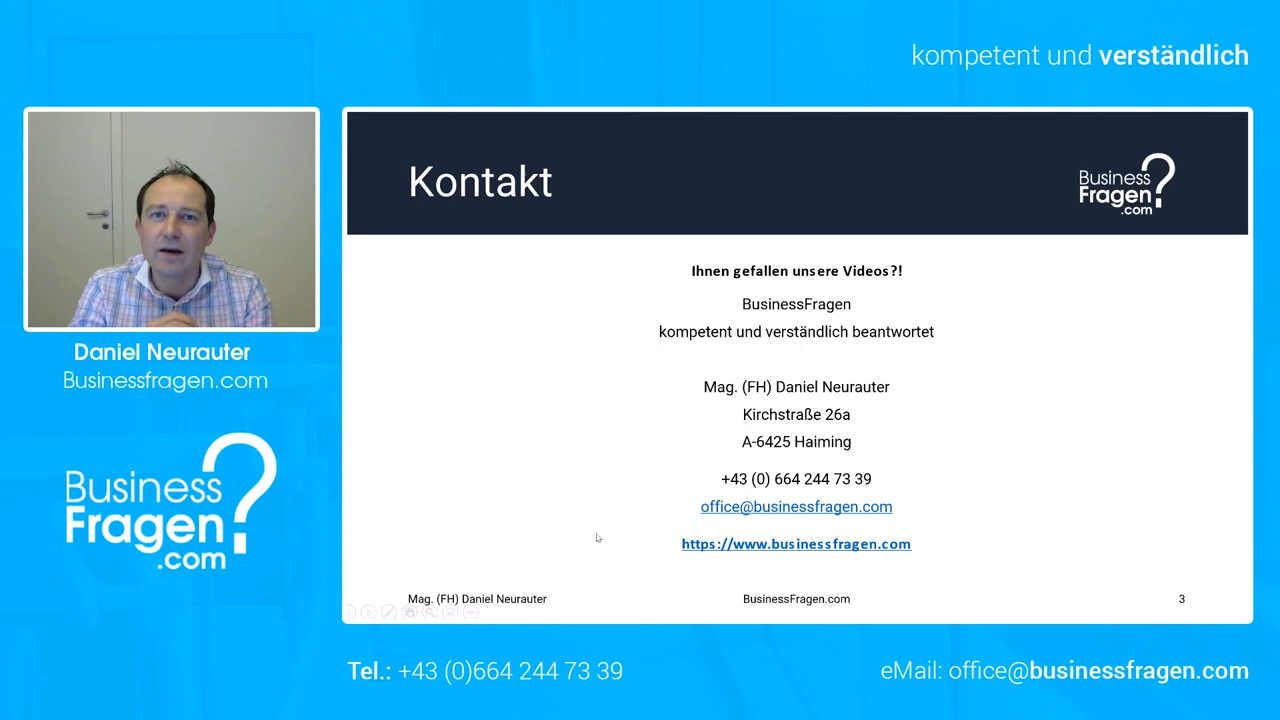 kompetent und verständlich
Kontakt
Business
Fragen?
.com
Ihnen gefallen unsere Videos?!
BusinessFragen
kompetent und verständlich beantwortet
Mag. (FH) Daniel Neurauter
Kirchstraße 26a
A-6425 Haiming
+43 (0) 664 244 73 39
office@businessfragen.com
https://www.businessfragen.com
Mag. (FH) Daniel Neurauter
BusinessFragen.com
3
Daniel Neurauter
Businessfragen.com
Business
Fragen?
.com
Tel.: +43 (0)664 244 73 39
eMail: office@businessfragen.com